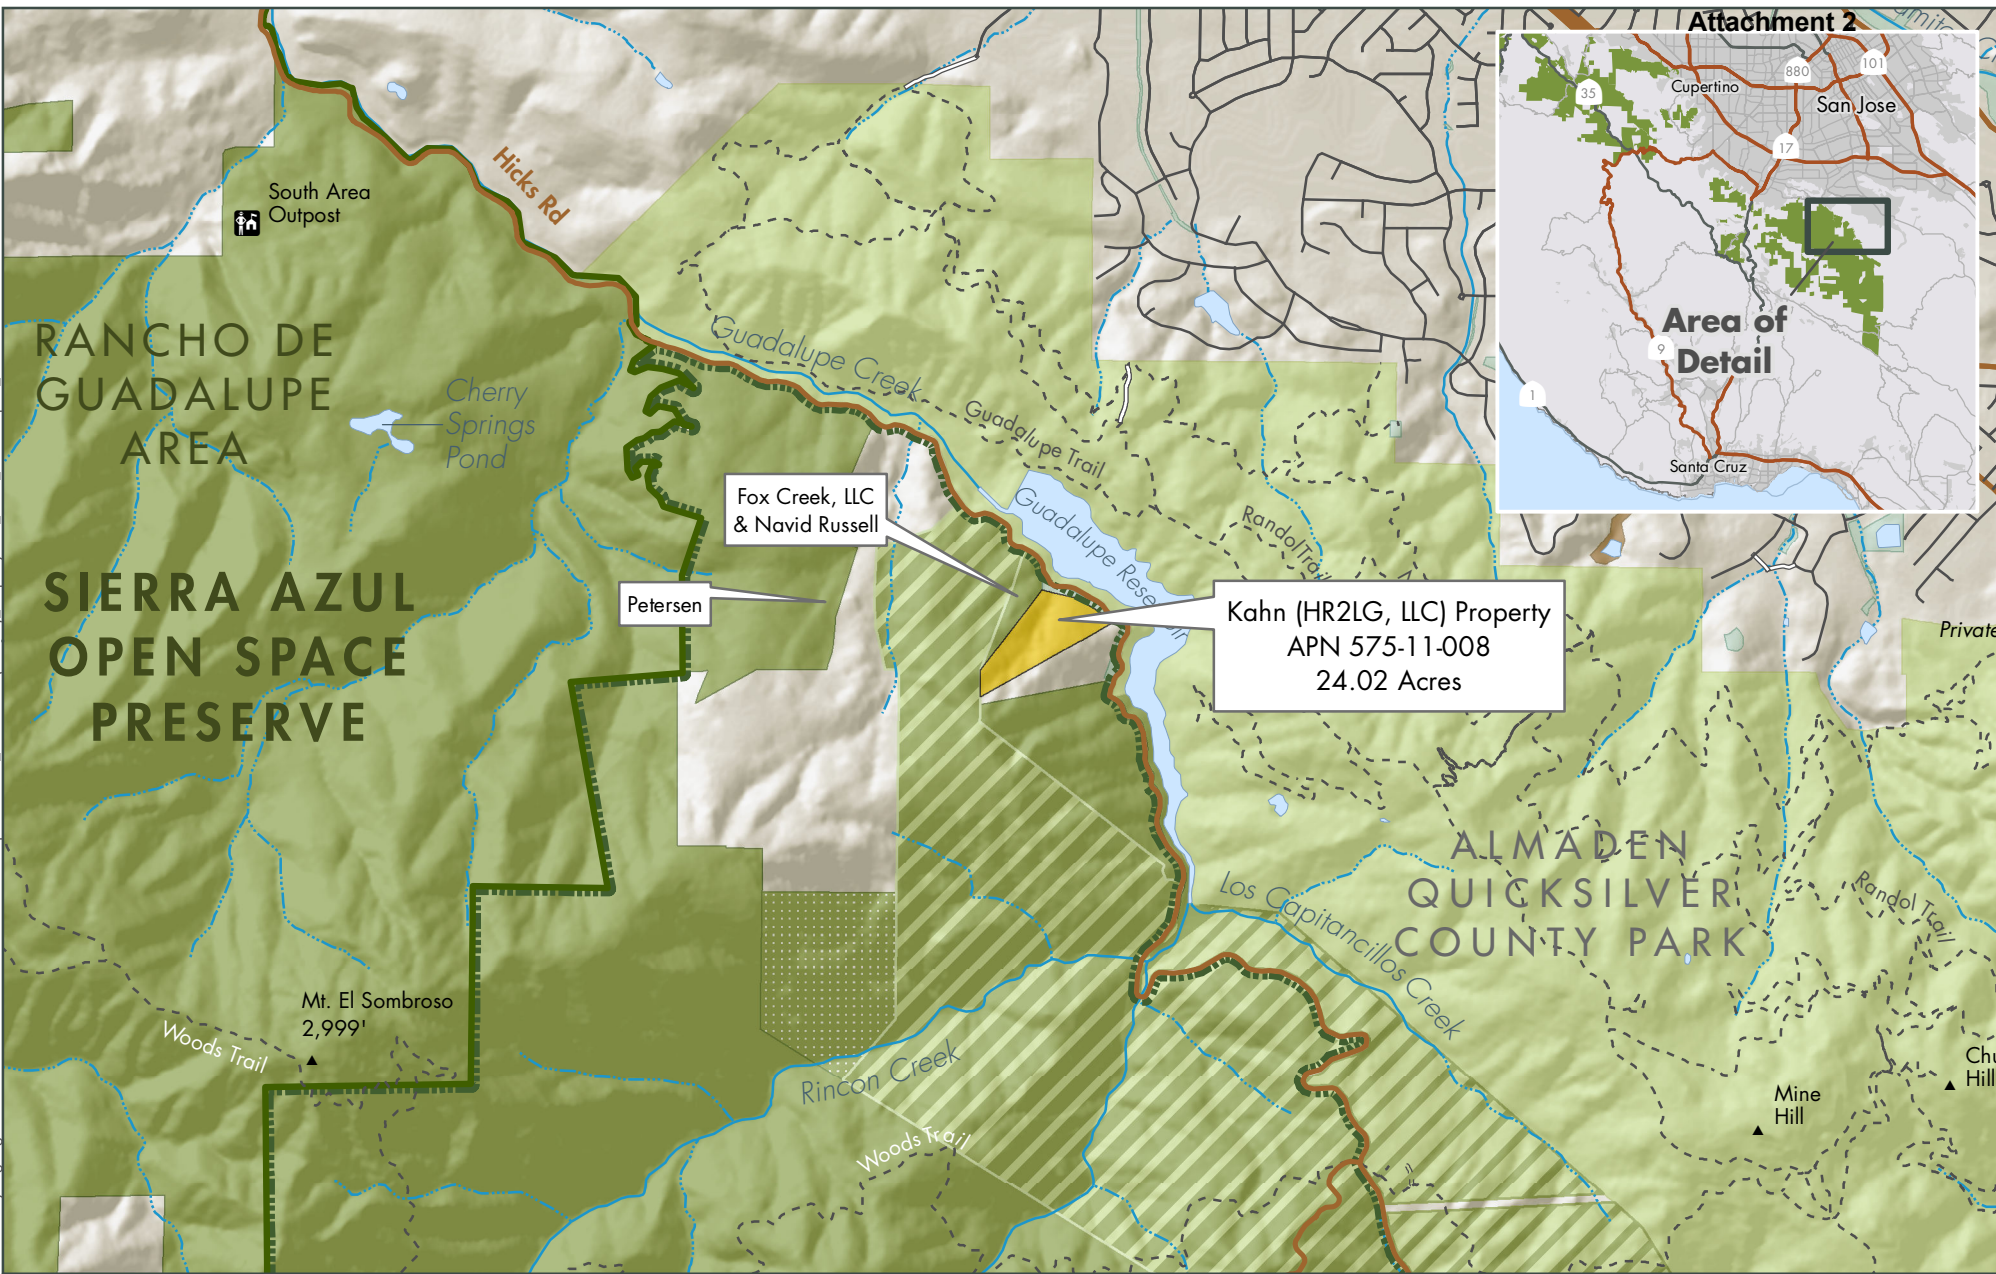 Attachment 2
880
101
35
Cupertino
San Jose
17
Area of
Detail
9
1
Santa Cruz
Hicks Rd
South Area
Outpost
RANCHO DE
GUADALUPE
AREA
Cherry
Springs
Pond
Guadalupe Creek
Guadalupe Trail
Fox Creek, LLC
& Navid Russell
Guadalupe
Randol Trail
Petersen
Kahn (HR2LG, LLC) Property
APN 575-11-008
24.02 Acres
SIERRA AZUL
OPEN SPACE
PRESERVE
Private
ALMADEN
QUICKSILVER
COUNTY PARK
Los Capitancillos Creek
Randol Trail
Mt. El Sombroso
2,999'
Woods Trail
Rincon Creek
Woods Trail
Mine
Hill
Hill